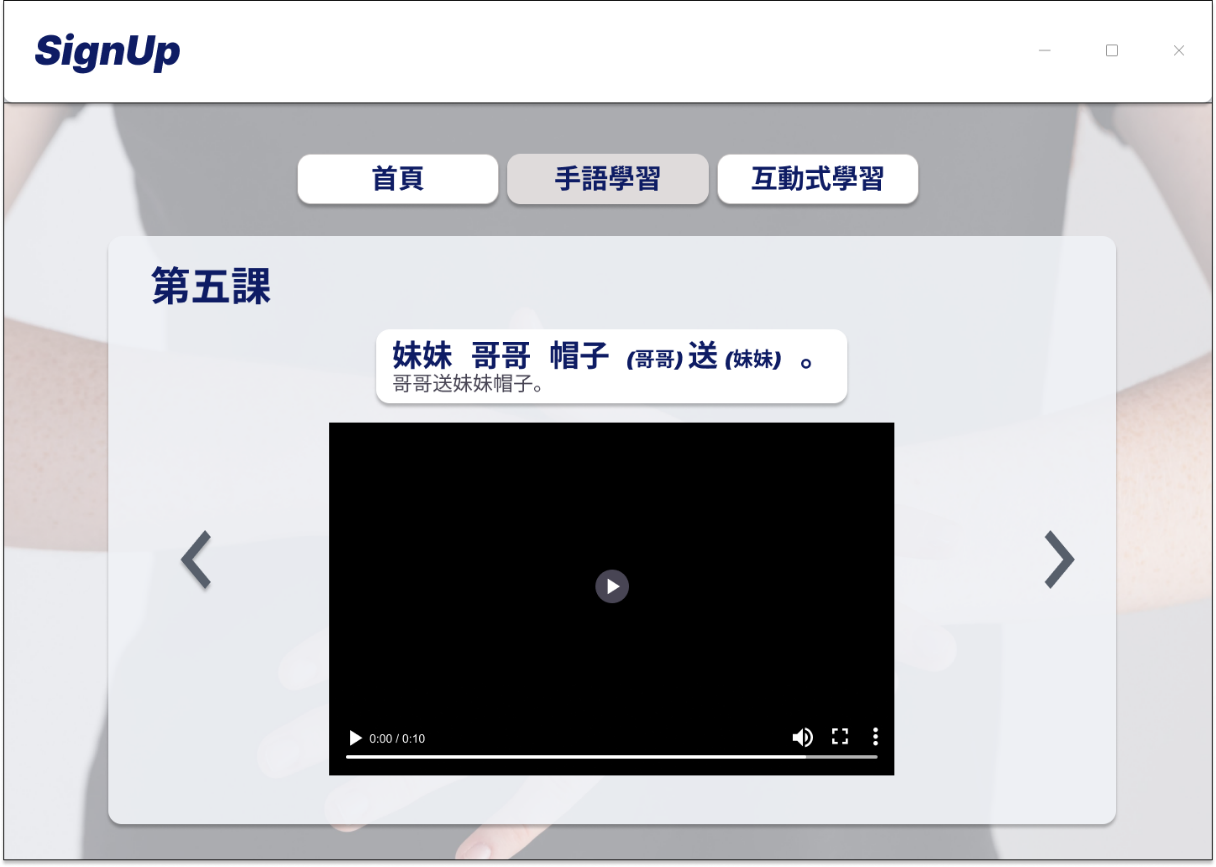 SignUp
首頁
手語學習
互動式學習
第五課
妹妹 哥哥 帽子 (哥哥)送(妹妹) 。
哥哥送妹妹帽子。
0:00 / 0:10